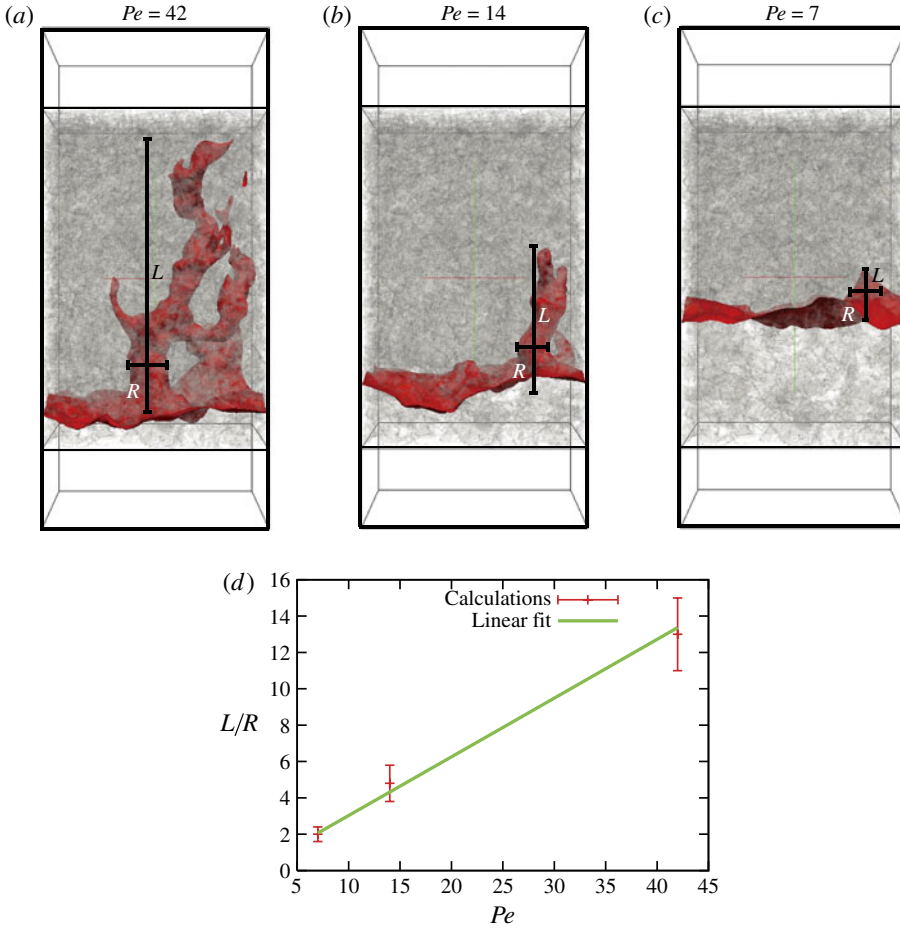 (a) Pe = 42 (b) Pe = 14 (c) Pe = 7
L
R
L
R
L
R
(d)
16
14
12
10
8
6
4
2
0
L/R
Calculations
Linear fit
5 10 15 20 25 30 35 40 45
Pe